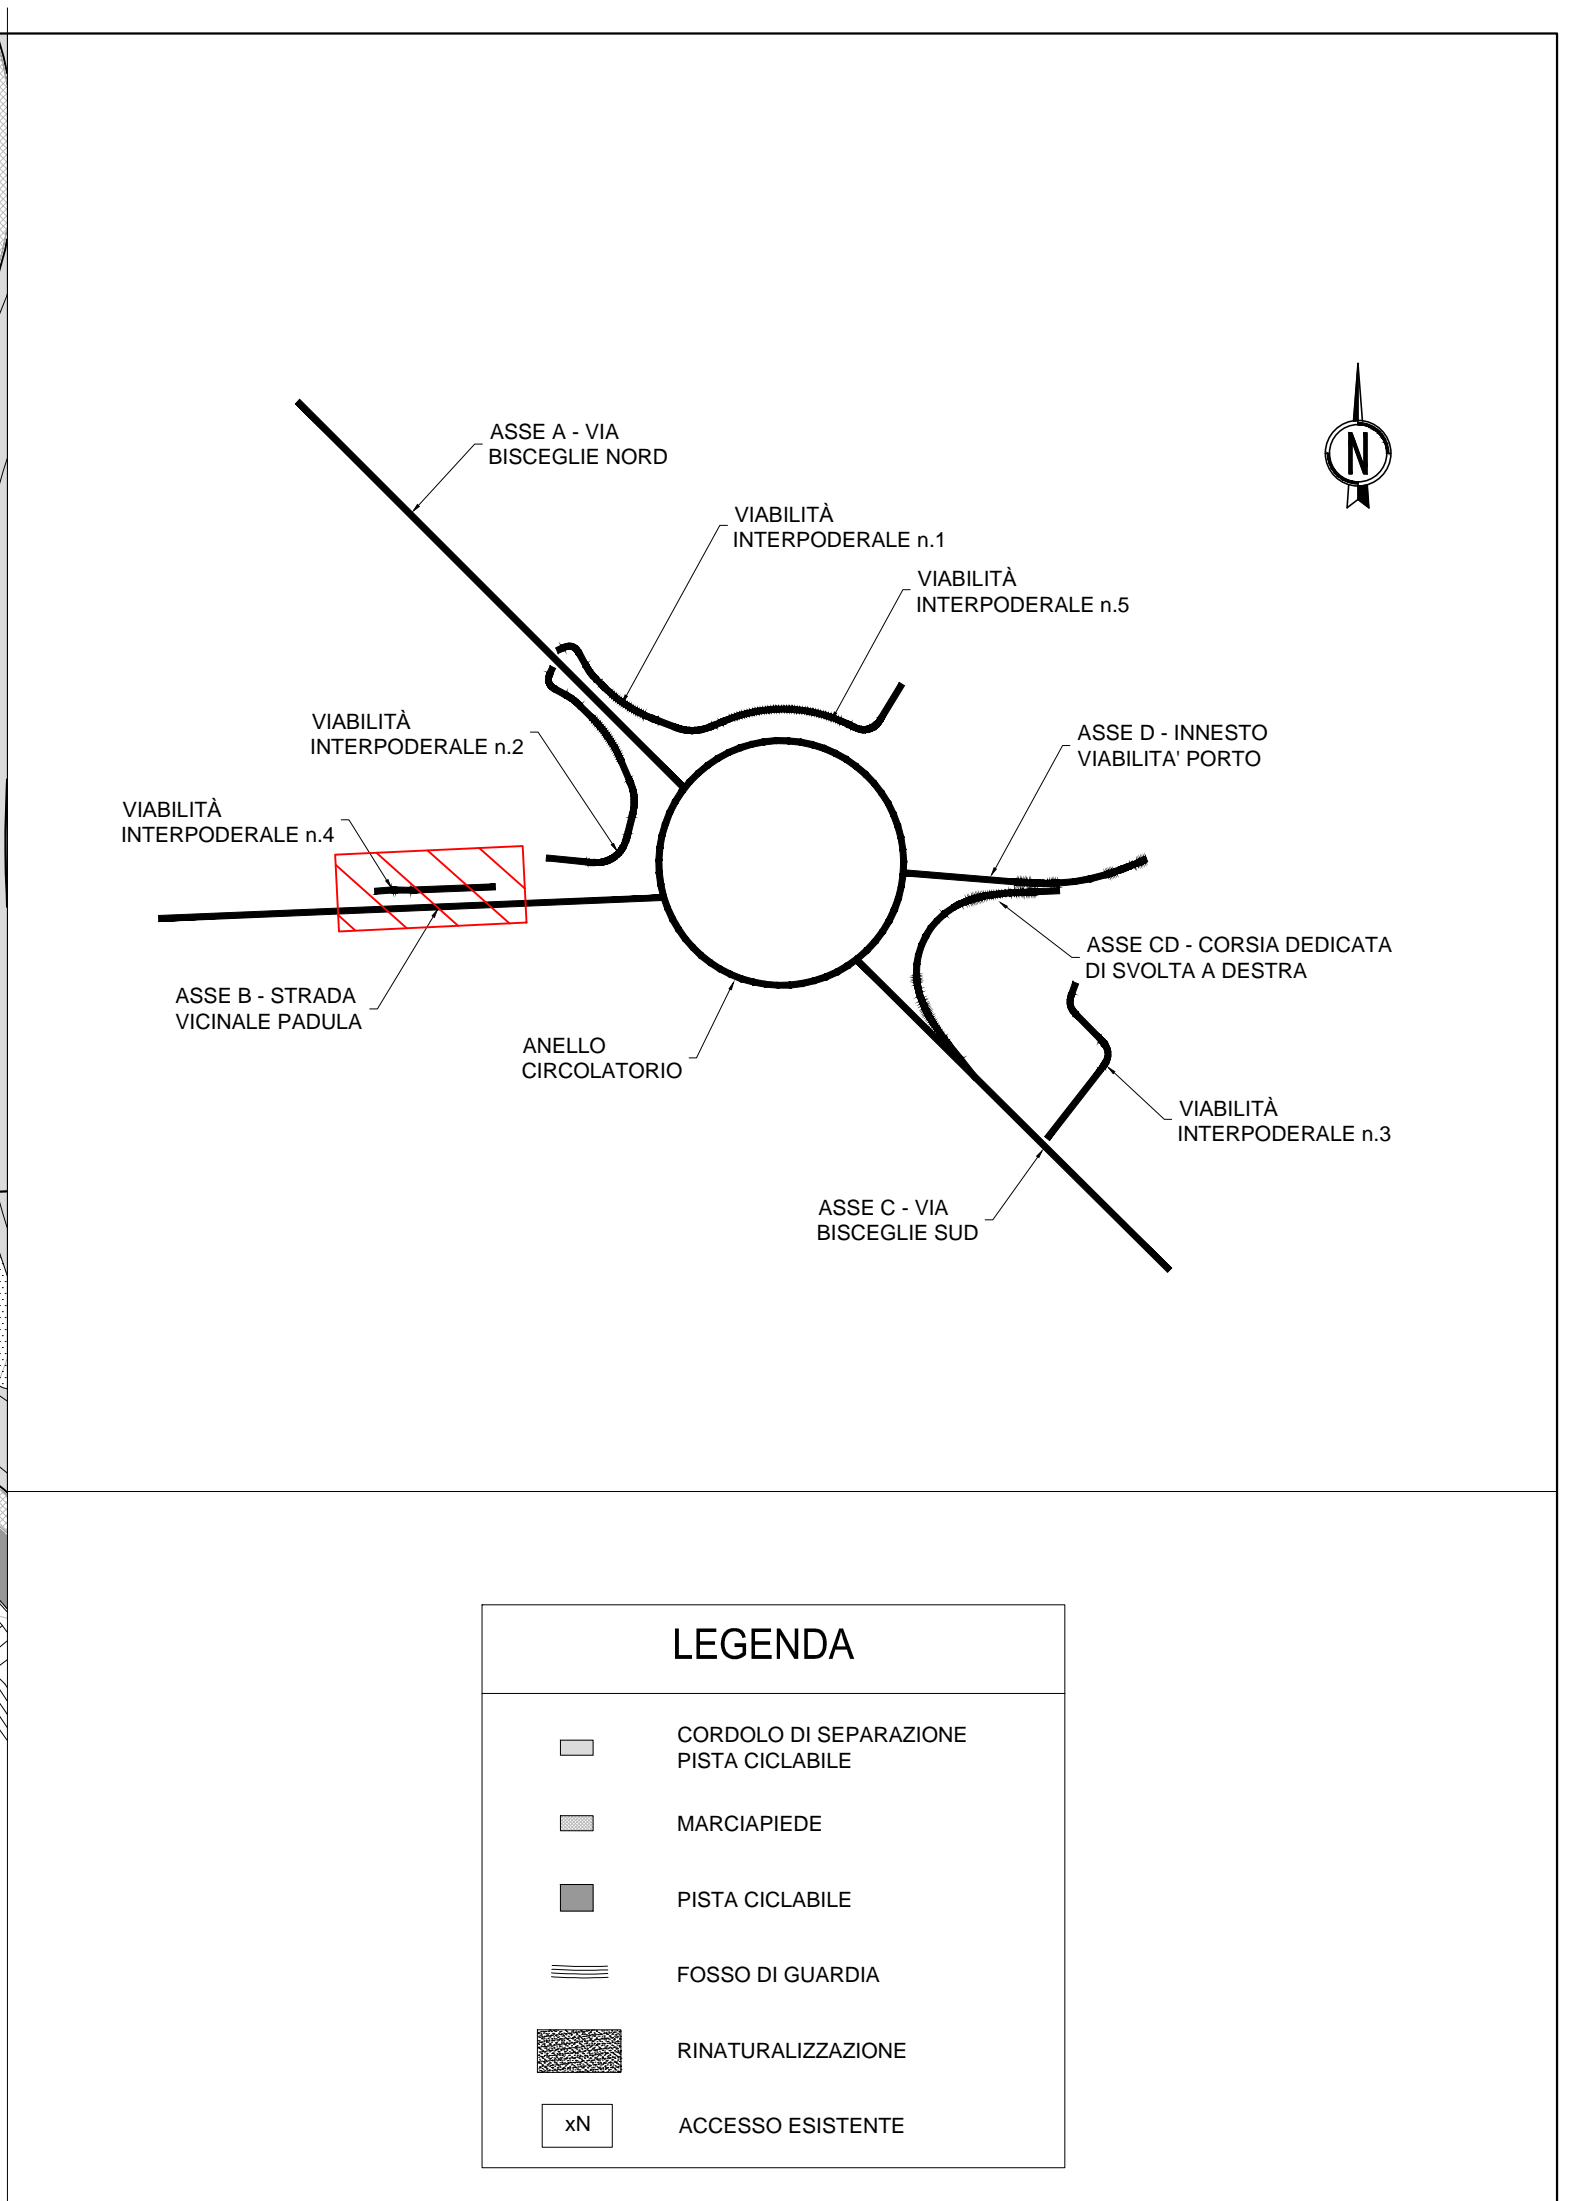 ASSE A - VIA
BISCEGLIE NORD
N
VIABILITÀ
INTERPODERALE n.1
VIABILITÀ
INTERPODERALE n.5
VIABILITÀ
INTERPODERALE n.2
ASSE D - INNESTO
VIABILITA' PORTO
VIABILITÀ
INTERPODERALE n.4
ASSE CD - CORSIA DEDICATA
DI SVOLTA A DESTRA
ASSE B - STRADA
VICINALE PADULA
ANELLO
CIRCOLATORIO
VIABILITÀ
INTERPODERALE n.3
ASSE C - VIA
BISCEGLIE SUD
LEGENDA
CORDOLO DI SEPARAZIONE
PISTA CICLABILE
MARCIAPIEDE
PISTA CICLABILE
FOSSO DI GUARDIA
RINATURALIZZAZIONE
xN ACCESSO ESISTENTE